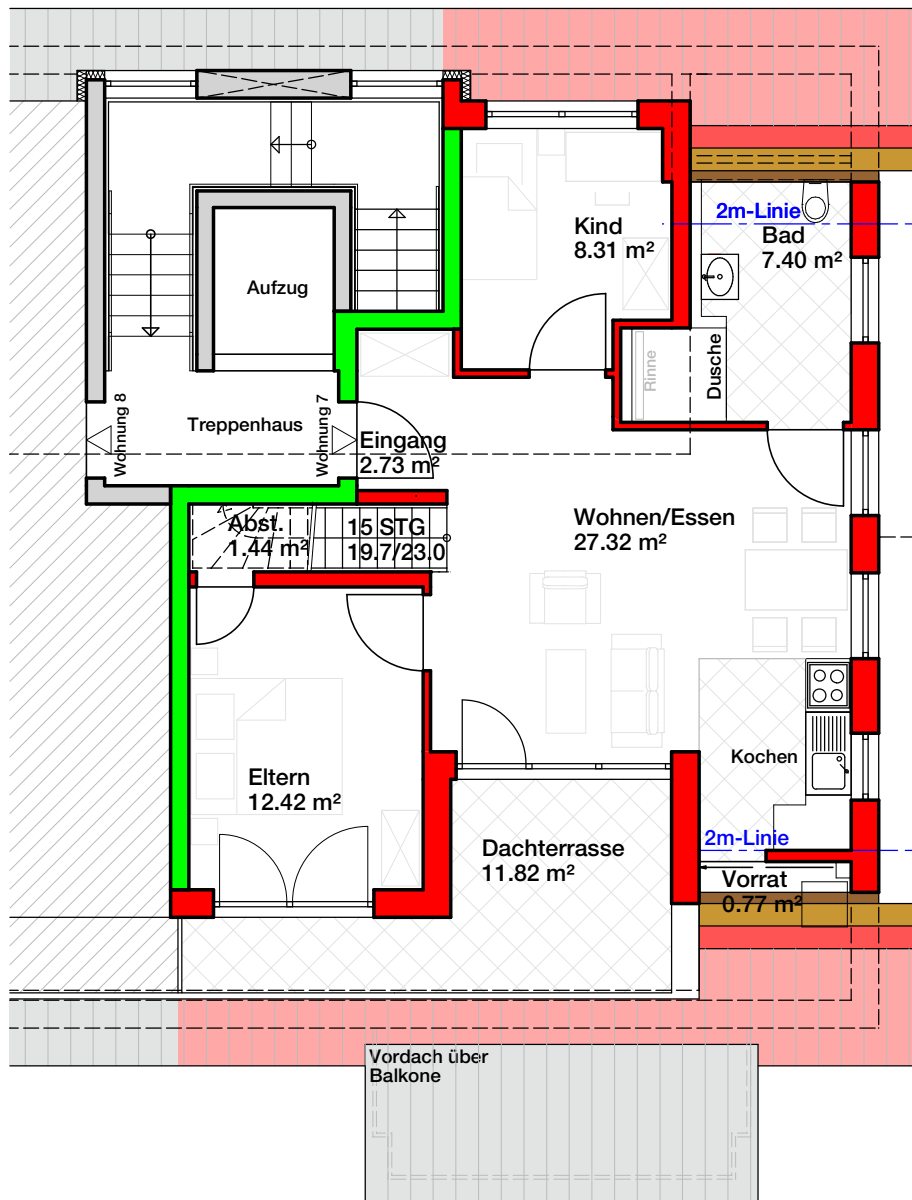 Kind
8.31 m²
2m-Linie
Bad
7.40 m²
Aufzug
Rinne
Dusche
Wohnung 8
Treppenhaus
Wohnung 7
Eingang
2.73 m²
Abst.
1.44 m²
15 STG
19.7/23.0
Wohnen/Essen
27.32 m²
Kochen
Eltern
12.42 m²
Dachterrasse
11.82 m²
2m-Linie
Vorrat
0.77 m²
Vordach über
Balkone